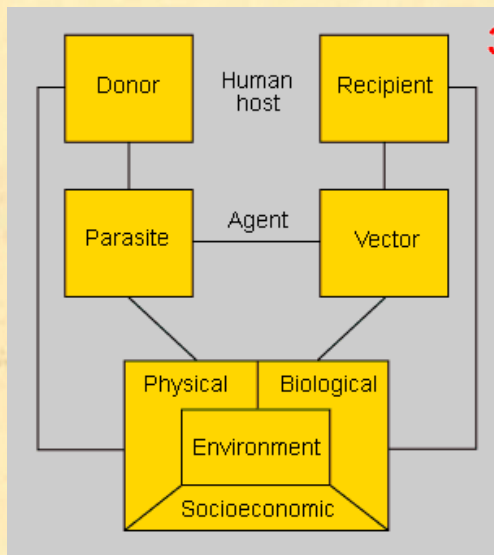 Donor
Human
host
Recipient
Parasite
Agent
Vector
Physical
Biological
Environment
Socioeconomic